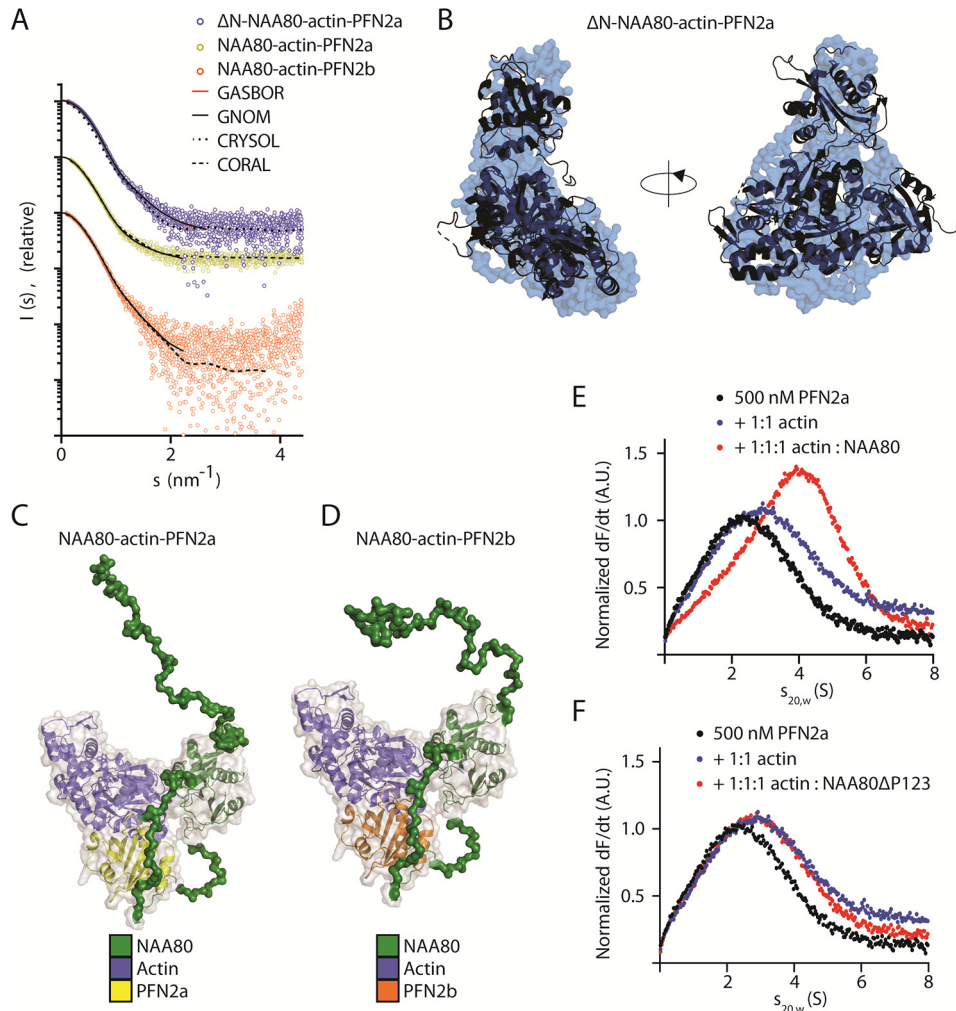 A
ΔN-NAA80-actin-PFN2a
NAA80-actin-PFN2a
NAA80-actin-PFN2b
GASBOR
GNOM
CRYSOL
CORAL
I (s) , (relative)
0
2
4
s (nm-1)
B
ΔN-NAA80-actin-PFN2a
C
NAA80-actin-PFN2a
NAA80
Actin
PFN2a
D
NAA80-actin-PFN2b
NAA80
Actin
PFN2b
E
500 nM PFN2a
+ 1:1 actin
+ 1:1:1 actin : NAA80
Normalized dF/dt (A.U.)
1.5
1.0
0.5
2
4
6
8
s20,w (S)
F
500 nM PFN2a
+ 1:1 actin
+ 1:1:1 actin : NAA80ΔP123
Normalized dF/dt (A.U.)
1.5
1.0
0.5
2
4
6
8
s20,w (S)